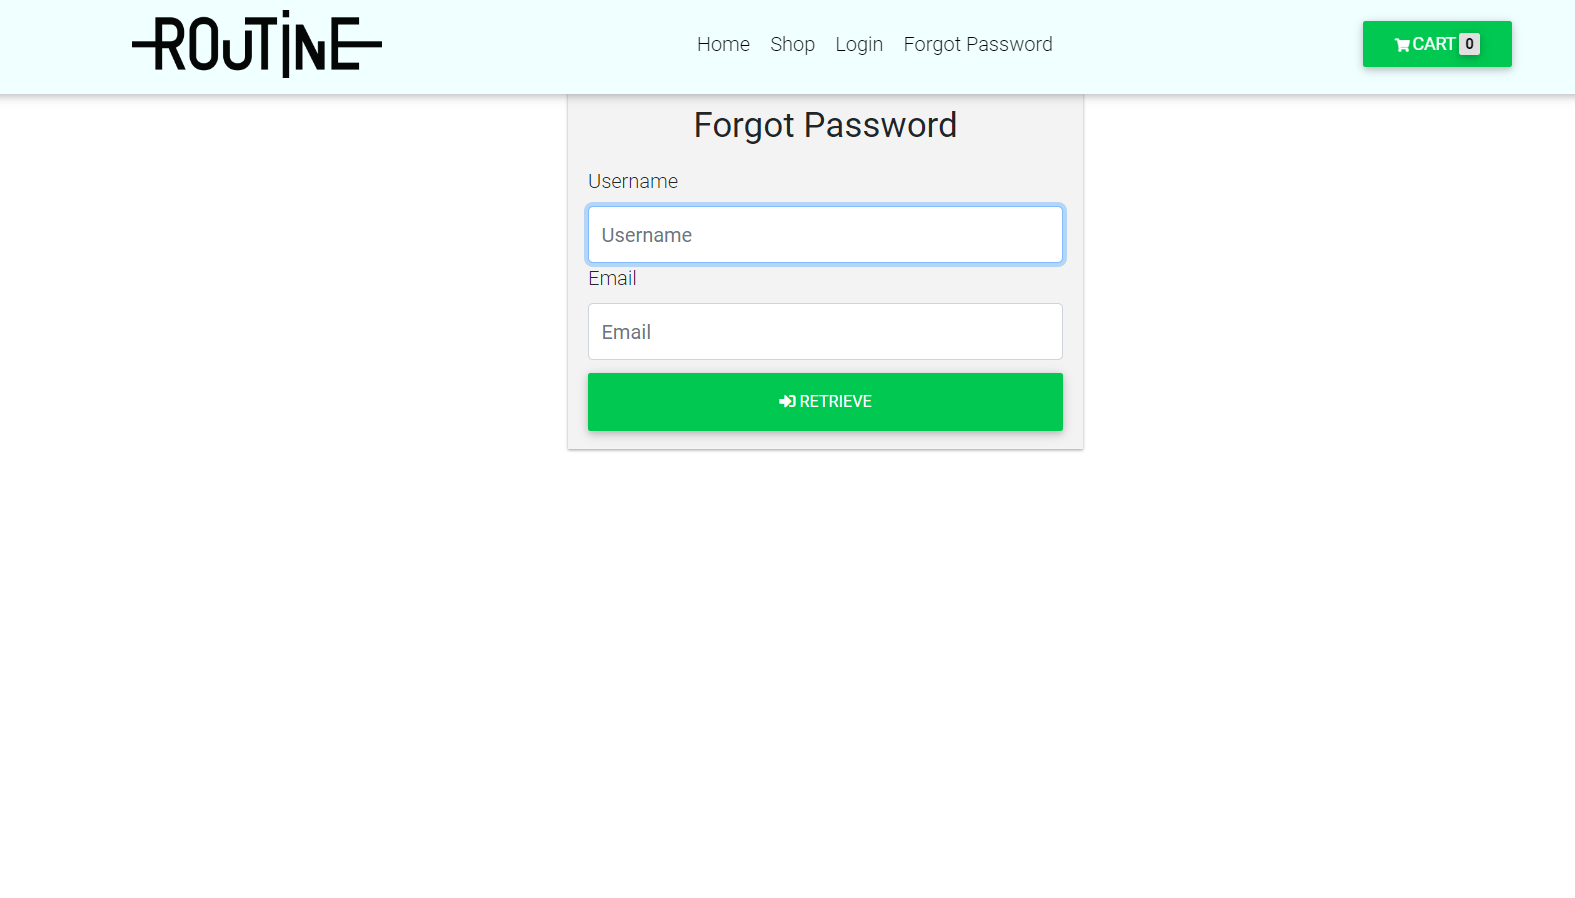 ROUTINE
Home Shop Login Forgot Password
CART 0
Forgot Password
Username
Username
Email
Email
RETRIEVE